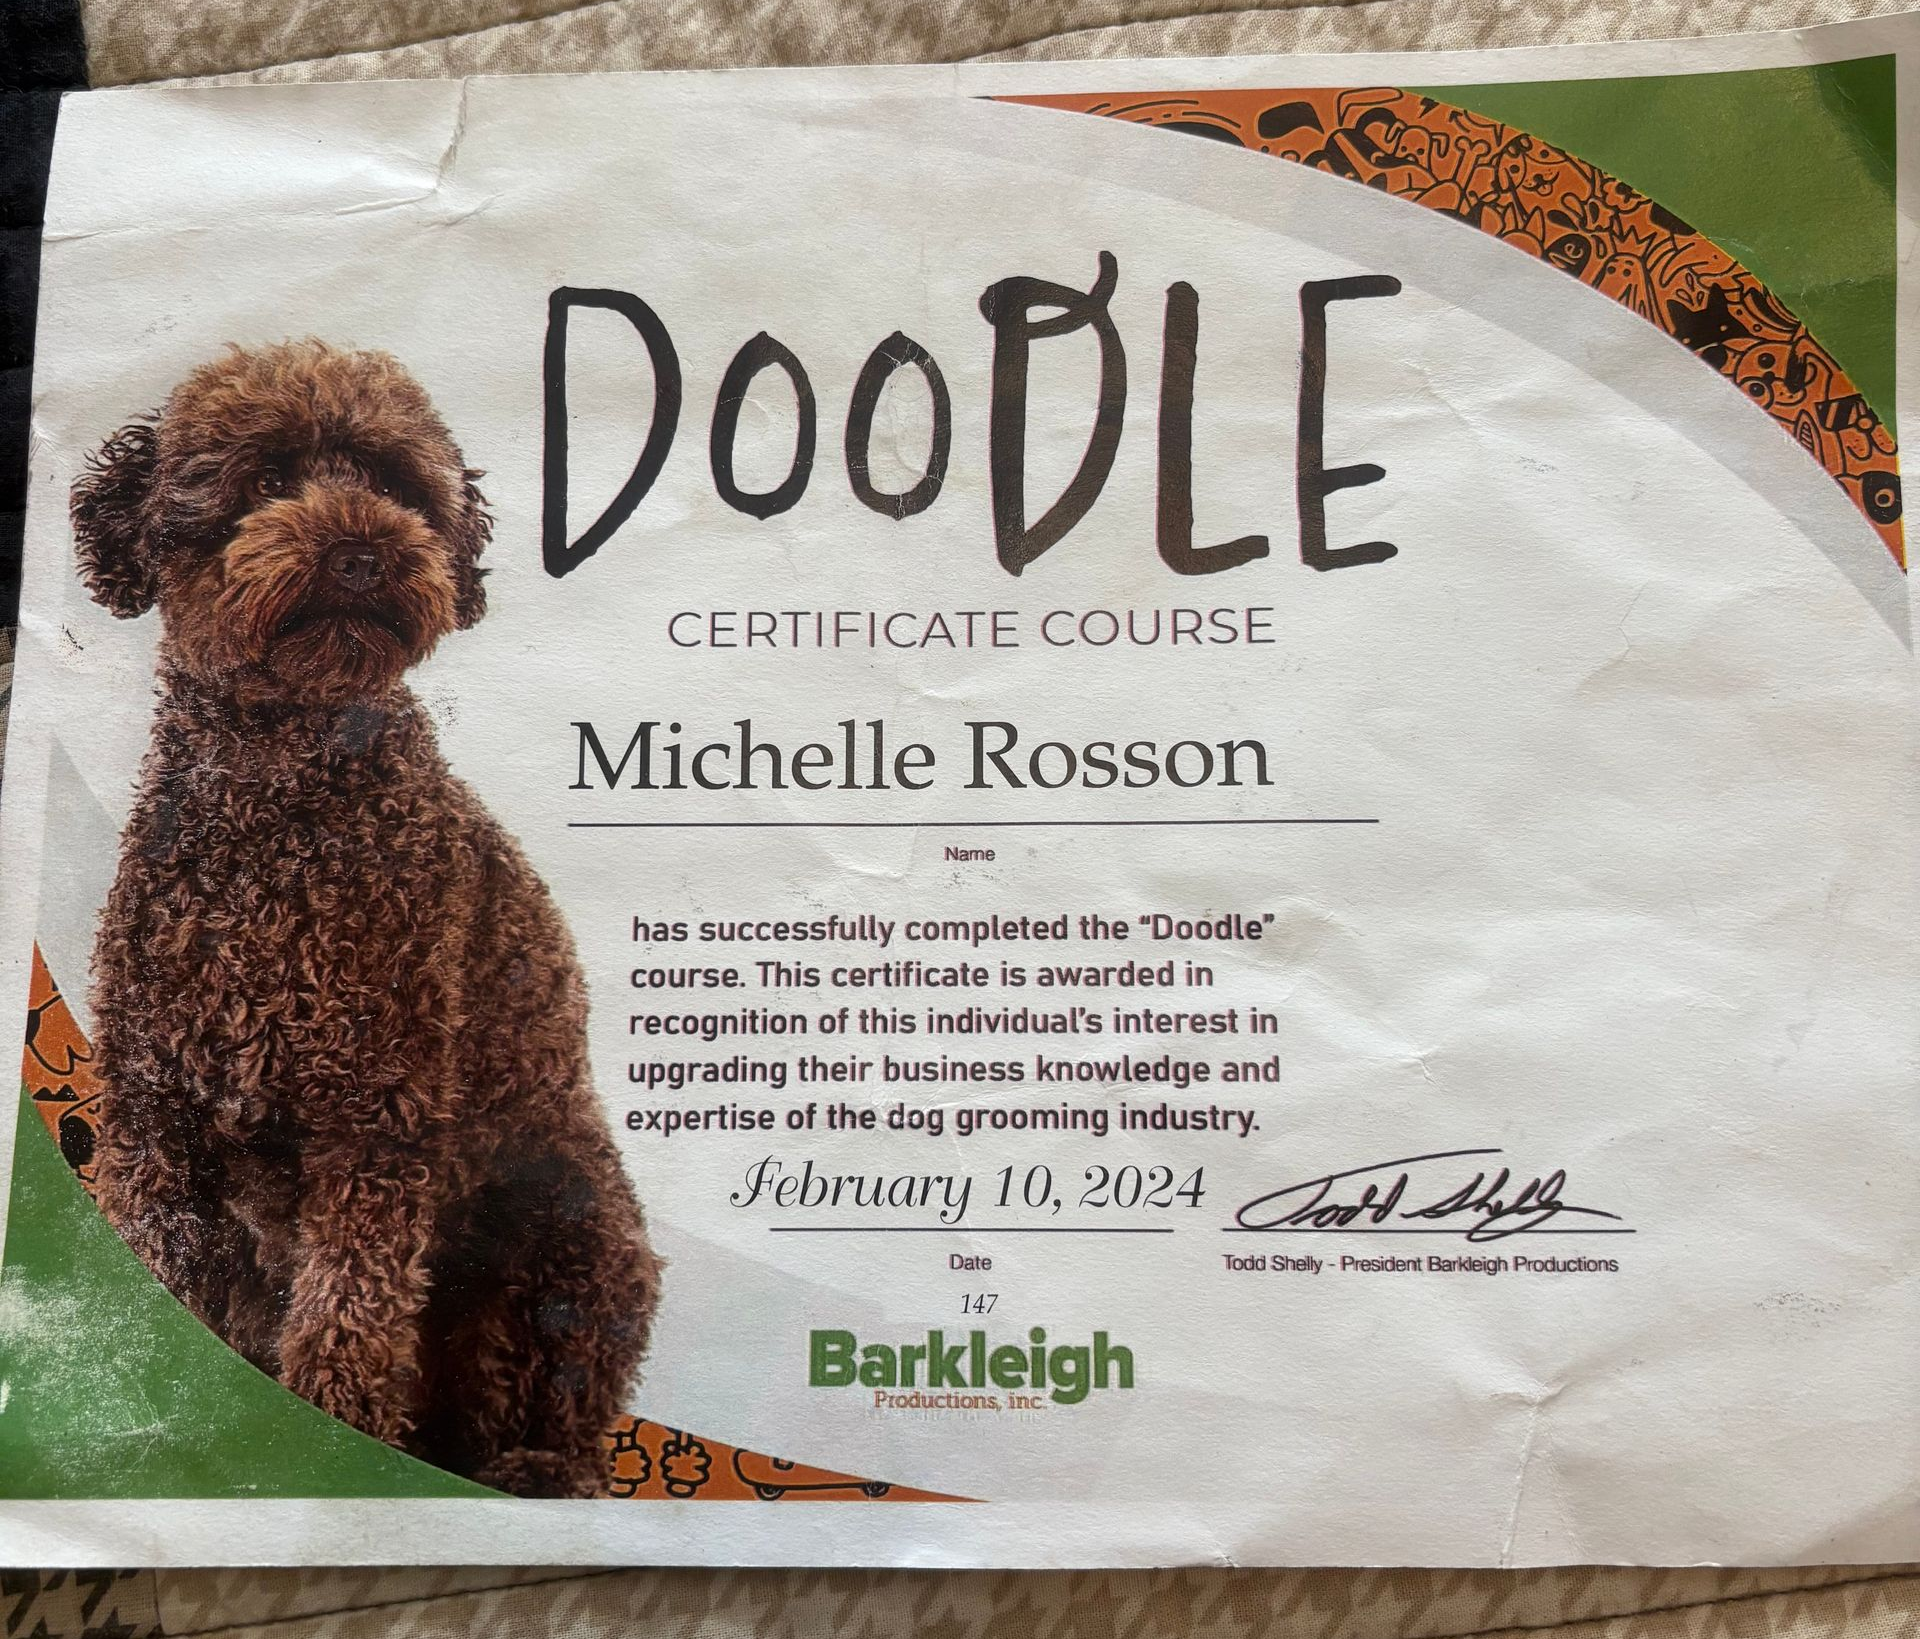 DOODLE
CERTIFICATE COURSE
Michelle Rosson
Name
has successfully completed the “Doodle”
course. This certificate is awarded in
recognition of this individual’s interest in
upgrading their business knowledge and
expertise of the dog grooming industry.
February 10, 2024
Todd Shelly
Date
Todd Shelly - President Barkleigh Productions
147
Barkleigh
Productions, inc